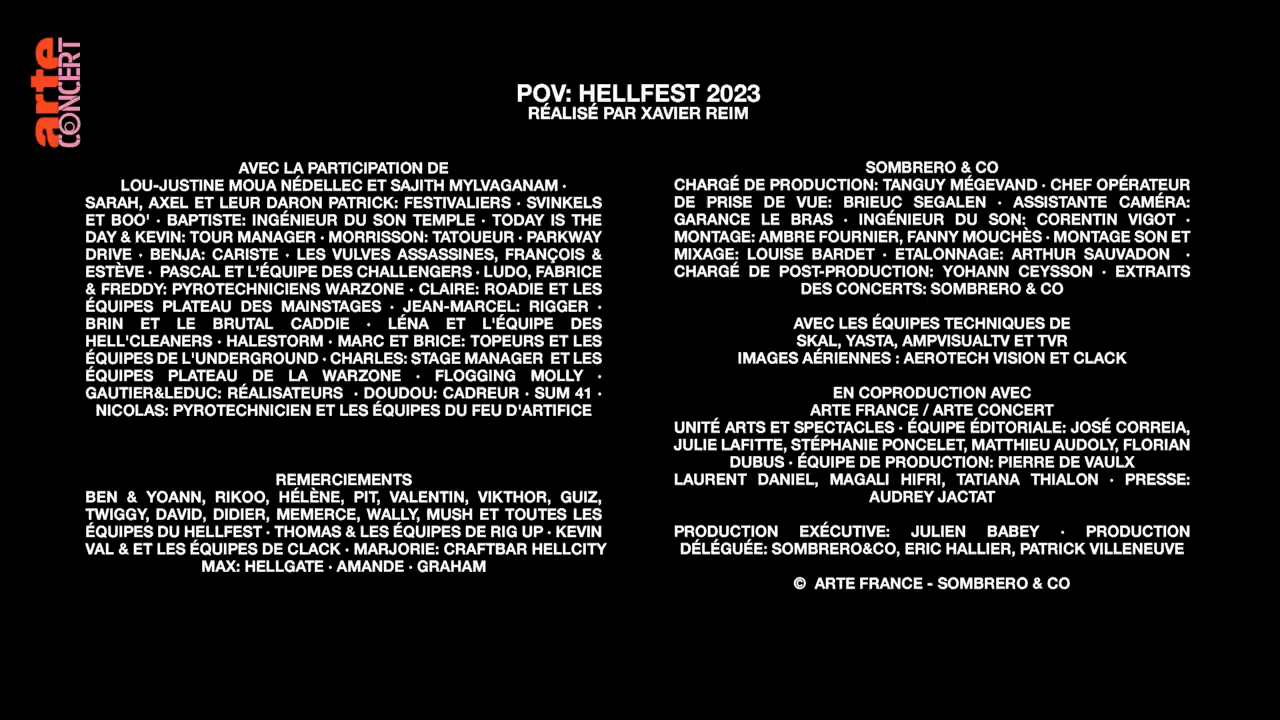 arte
CONCERT
POV: HELLFEST 2023
RÉALISÉ PAR XAVIER REIM
AVEC LA PARTICIPATION DE
LOU-JUSTINE MOUA NÉDELLEC ET SAJITH MYLVAGANAM ·
SARAH, AXEL ET LEUR DARON PATRICK: FESTIVALIERS · SVINKELS
ET BOO' · BAPTISTE: INGÉNIEUR DU SON TEMPLE · TODAY IS THE
DAY & KEVIN: TOUR MANAGER · MORRISSON: TATOUEUR · PARKWAY
DRIVE · BENJA: CARISTE · LES VULVES ASSASSINES, FRANÇOIS &
ESTÈVE · PASCAL ET L'ÉQUIPE DES CHALLENGERS · LUDO, FABRICE
& FREDDY: PYROTECHNICIENS WARZONE · CLAIRE: ROADIE ET LES
ÉQUIPES PLATEAU DES MAINSTAGES · JEAN-MARCEL: RIGGER ·
BRIN ET LE BRUTAL CADDIE · LÉNA ET L'ÉQUIPE DES
HELL'CLEANERS · HALESTORM · MARC ET BRICE: TOPEURS ET LES
ÉQUIPES DE L'UNDERGROUND · CHARLES: STAGE MANAGER ET LES
ÉQUIPES PLATEAU DE LA WARZONE · FLOGGING MOLLY ·
GAUTIER&LEDUC: RÉALISATEURS · DOUDOU: CADREUR · SUM 41 ·
NICOLAS: PYROTECHNICIEN ET LES ÉQUIPES DU FEU D'ARTIFICE
REMERCIEMENTS
BEN & YOANN, RIKOO, HÉLÈNE, PIT, VALENTIN, VIKTHOR, GUIZ,
TWIGGY, DAVID, DIDIER, MEMERCE, WALLY, MUSH ET TOUTES LES
ÉQUIPES DU HELLFEST · THOMAS & LES ÉQUIPES DE RIG UP · KEVIN
VAL & ET LES ÉQUIPES DE CLACK · MARJORIE: CRAFTBAR HELLCITY
MAX: HELLGATE · AMANDE · GRAHAM
SOMBRERO & CO
CHARGÉ DE PRODUCTION: TANGUY MÉGEVAND · CHEF OPÉRATEUR
DE PRISE DE VUE: BRIEUC SEGALEN · ASSISTANTE CAMÉRA:
GARANCE LE BRAS · INGÉNIEUR DU SON: CORENTIN VIGOT ·
MONTAGE: AMBRE FOURNIER, FANNY MOUCHÈS · MONTAGE SON ET
MIXAGE: LOUISE BARDET · ETALONNAGE: ARTHUR SAUVADON ·
CHARGÉ DE POST-PRODUCTION: YOHANN CEYSSON · EXTRAITS
DES CONCERTS: SOMBRERO & CO
AVEC LES ÉQUIPES TECHNIQUES DE
SKAL, YASTA, AMPVISUALTV ET TVR
IMAGES AÉRIENNES : AEROTECH VISION ET CLACK
EN COPRODUCTION AVEC
ARTE FRANCE / ARTE CONCERT
UNITÉ ARTS ET SPECTACLES · ÉQUIPE ÉDITORIALE: JOSÉ CORREIA,
JULIE LAFITTE, STÉPHANIE PONCELET, MATTHIEU AUDOLY, FLORIAN
DUBUS · ÉQUIPE DE PRODUCTION: PIERRE DE VAULX
LAURENT DANIEL, MAGALI HIFRI, TATIANA THIALON · PRESSE:
AUDREY JACTAT
PRODUCTION EXÉCUTIVE: JULIEN BABEY · PRODUCTION
DÉLÉGUÉE: SOMBRERO&CO, ERIC HALLIER, PATRICK VILLENEUVE
© ARTE FRANCE - SOMBRERO & CO